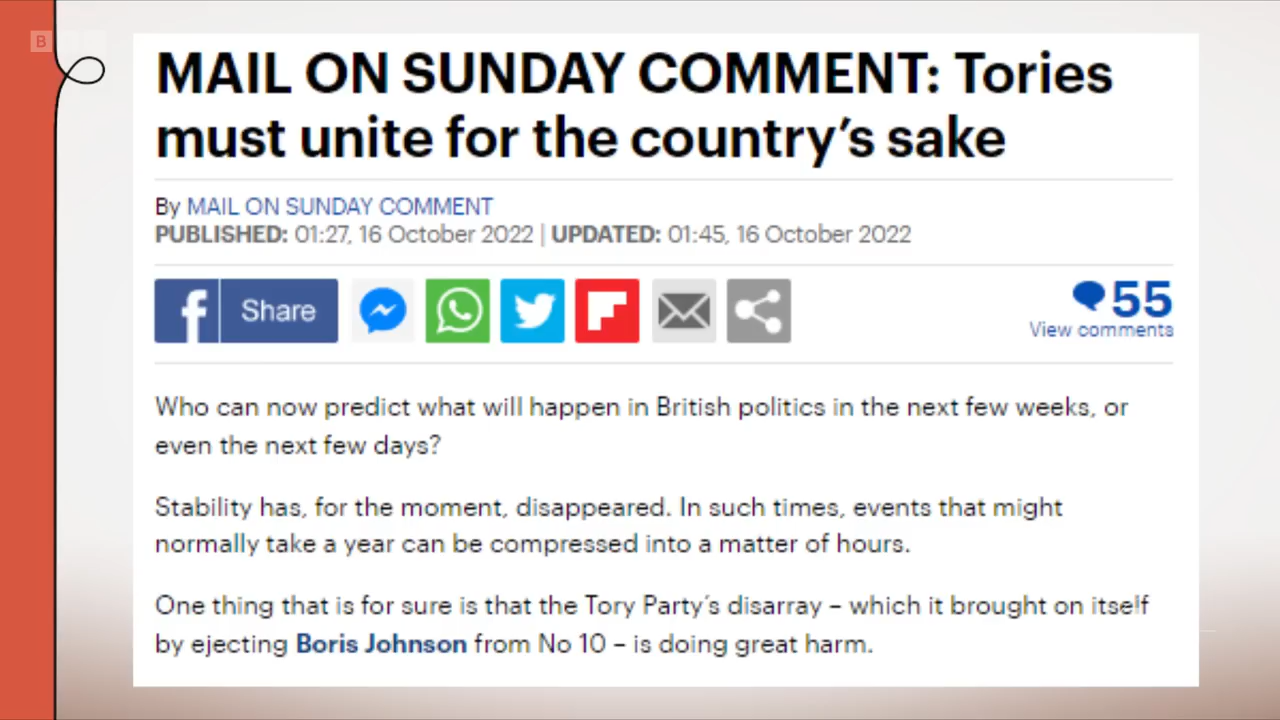 B
MAIL ON SUNDAY COMMENT: Tories
must unite for the country’s sake
By MAIL ON SUNDAY COMMENT
PUBLISHED: 01:27, 16 October 2022 | UPDATED: 01:45, 16 October 2022
f Share
55
View comments
Who can now predict what will happen in British politics in the next few weeks, or
even the next few days?
Stability has, for the moment, disappeared. In such times, events that might
normally take a year can be compressed into a matter of hours.
One thing that is for sure is that the Tory Party´s disarray – which it brought on itself
by ejecting Boris Johnson from No 10 – is doing great harm.